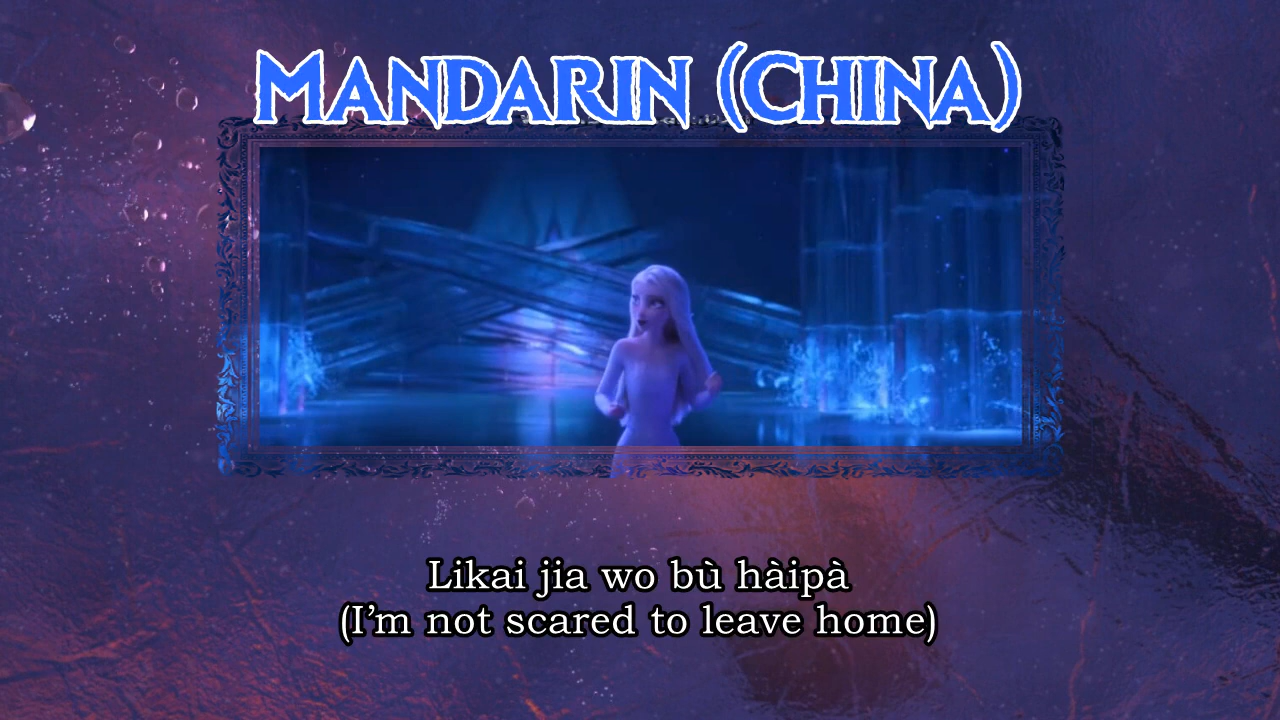 MANDARIN (CHINA)
Likai jia wo bù hàipà
(I'm not scared to leave home)